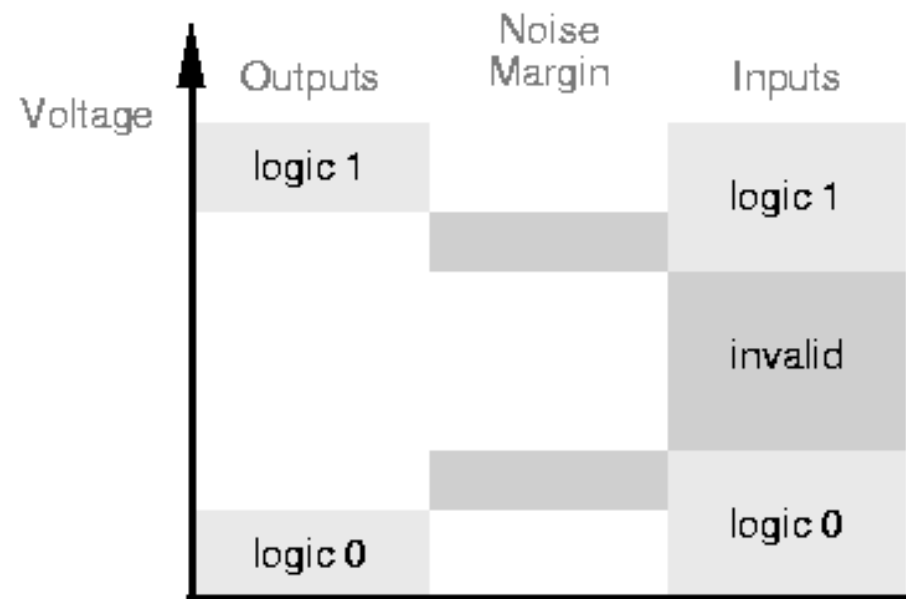 Voltage
Outputs
Noise
Margin
Inputs
logic 1
logic 1
invalid
logic 0
logic 0